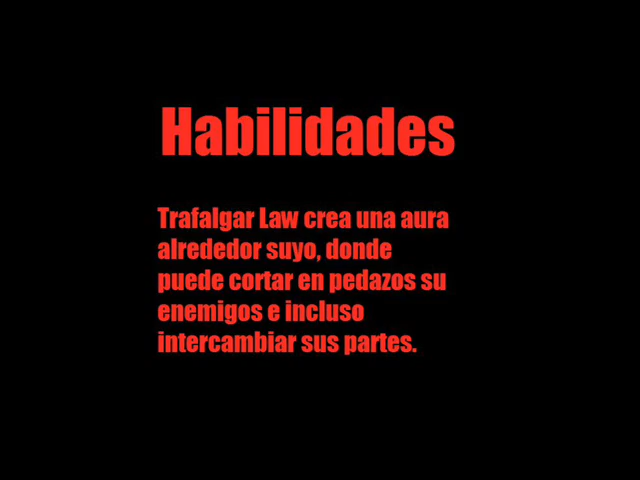 Habilidades
Trafalgar Law crea una aura
alrededor suyo, donde
puede cortar en pedazos su
enemigos e incluso
intercambiar sus partes.